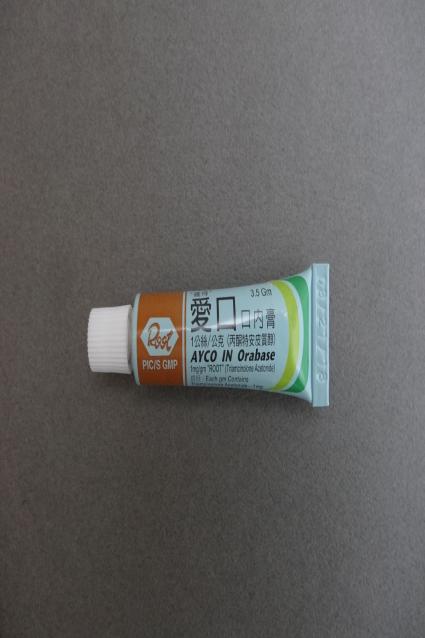 Root
PIC/S GMP
3.5 Gm
愛口 口內膏
1公絲/公克 (丙酮特安皮質醇)
AYCO IN Orabase
1mg/gm "ROOT" (Triamcinolone Acetonide)
Each gm Contains